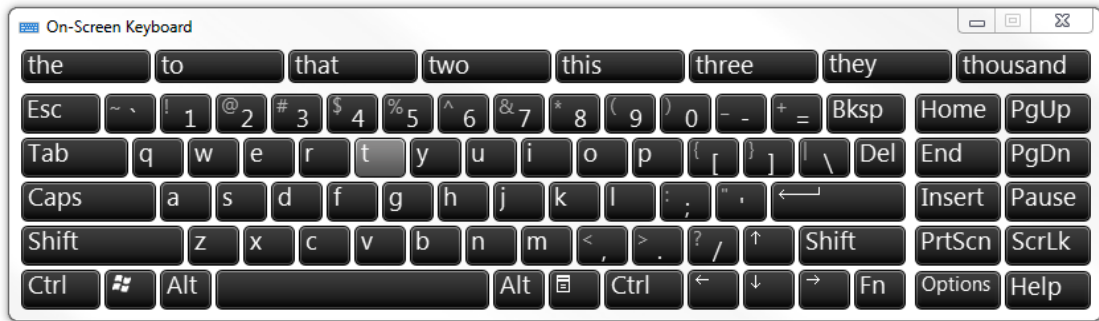 On-Screen Keyboard
the to that two this three they thousand
Esc ~ ` ! 1 @ 2 # 3 $ 4 % 5 ^ 6 & 7 * 8 ( 9 ) 0 _ - + = Bksp Home PgUp
Tab q w e r t y u i o p { [ } ] | \ Del End PgDn
Caps a s d f g h j k l : ; " ' Insert Pause
Shift z x c v b n m < , > . ? / ↑ Shift PrtScn ScrLk
Ctrl Alt Alt Ctrl ← ↓ → Fn Options Help